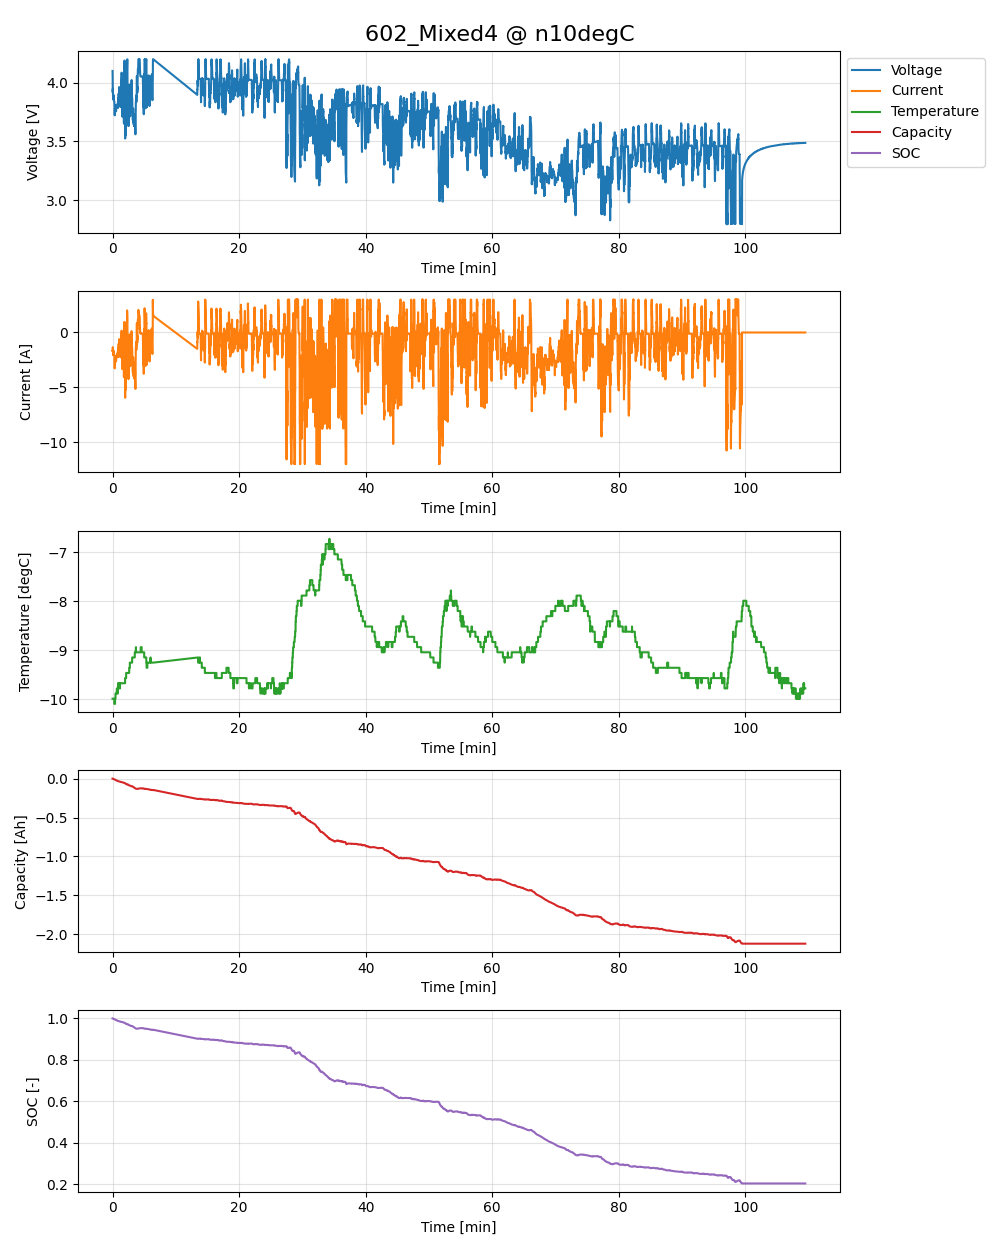 602_Mixed4 @ n10degC
Voltage [V]
4.0
3.5
3.0
0 20 40 60 80 100
Time [min]
Voltage
Current
Temperature
Capacity
SOC
Current [A]
0
−5
−10
0 20 40 60 80 100
Time [min]
Temperature [degC]
−7
−8
−9
−10
0 20 40 60 80 100
Time [min]
Capacity [Ah]
0.0
−0.5
−1.0
−1.5
−2.0
0 20 40 60 80 100
Time [min]
SOC [-]
1.0
0.8
0.6
0.4
0.2
0 20 40 60 80 100
Time [min]